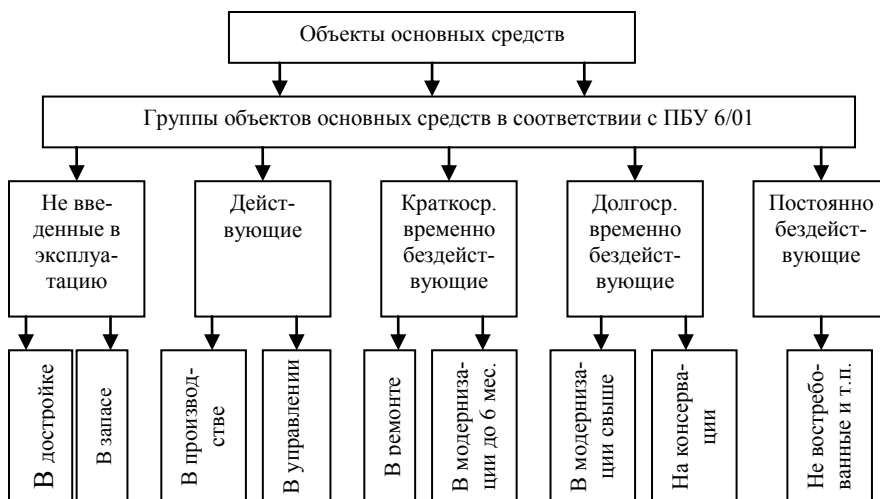 Объекты основных средств
Группы объектов основных средств в соответствии с ПБУ 6/01
Не вве-
денные в
эксплуа-
тацию
Дейст-
вующие
Краткоср.
временно
бездейст-
вующие
Долгоср.
временно
бездейст-
вующие
Постоянно
бездейст-
вующие
В достройке
В запасе
В производ-
стве
В управлении
В ремонте
В модерниза-
ции до 6 мес.
В модерниза-
ции свыше
На консерва-
ции
Не востребо-
ванные и т.п.